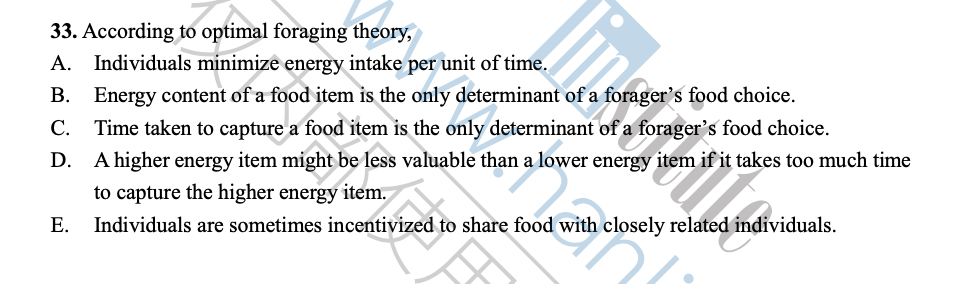 33. According to optimal foraging theory,
A. Individuals minimize energy intake per unit of time.
B. Energy content of a food item is the only determinant of a forager's food choice.
C. Time taken to capture a food item is the only determinant of a forager's food choice.
D. A higher energy item might be less valuable than a lower energy item if it takes too much time
to capture the higher energy item.
E. Individuals are sometimes incentivized to share food with closely related individuals.